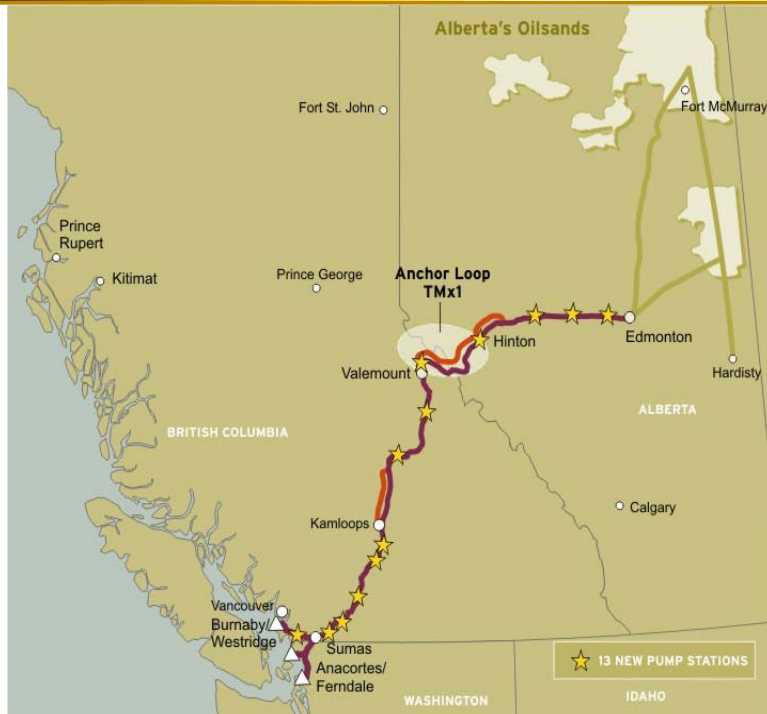 Alberta's Oilsands
Fort St. John
Fort McMurray
Prince
Rupert
Kitimat
Prince George
Anchor Loop
TMx1
Hinton
Edmonton
Valemount
Hardisty
ALBERTA
BRITISH COLUMBIA
Calgary
Kamloops
Vancouver
Burnaby/
Westridge
Sumas
Anacortes/
Ferndale
13 NEW PUMP STATIONS
WASHINGTON
IDAHO